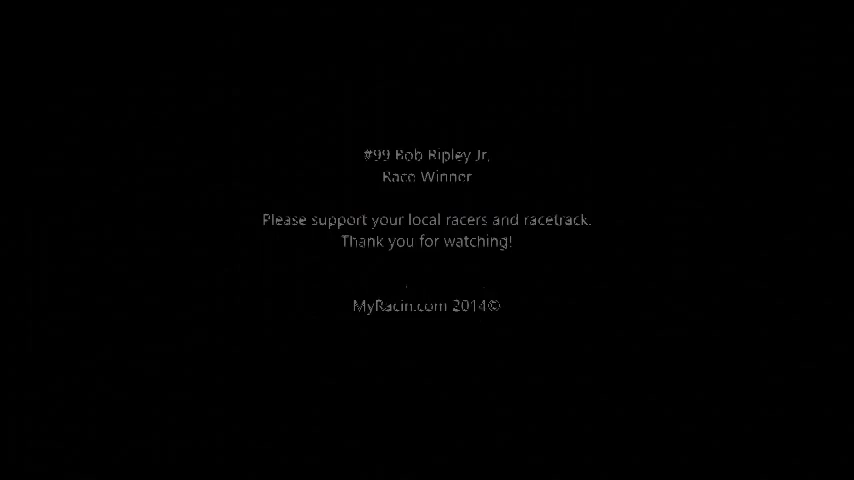 #99 Bob Ripley Jr.
Race Winner
Please support your local racers and racetrack.
Thank you for watching!
MyRacin.com 2014©